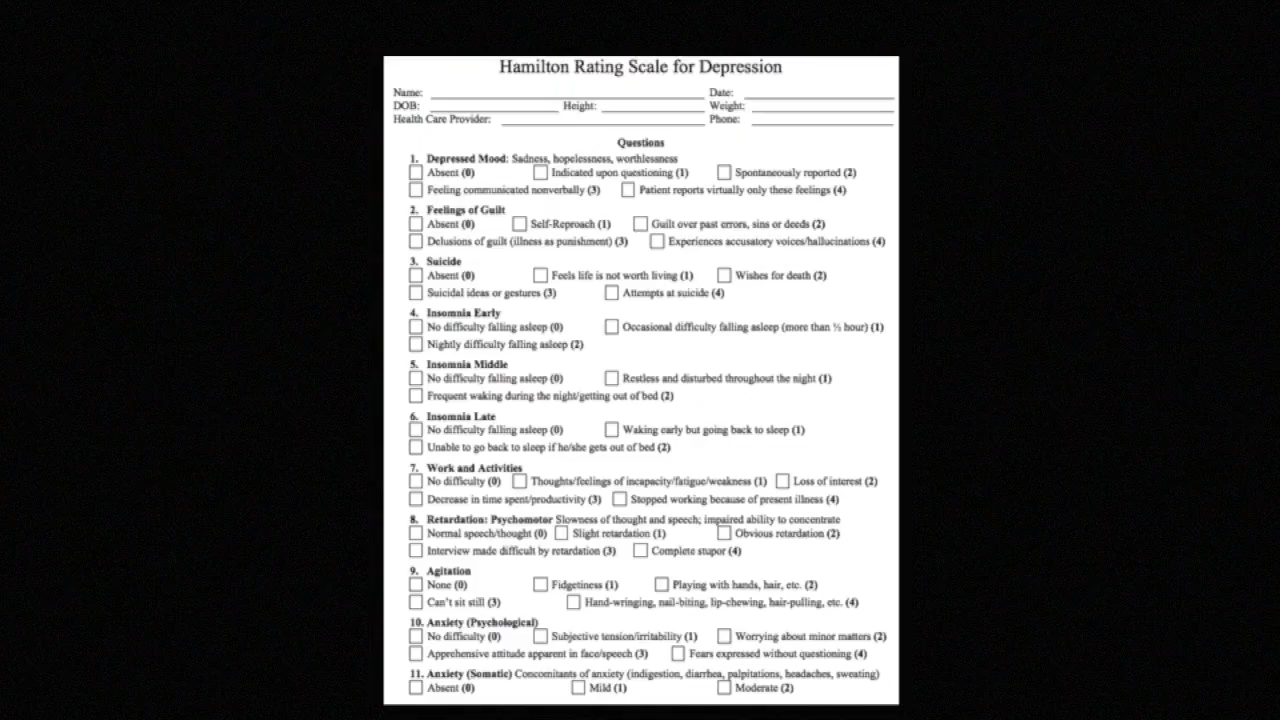 Hamilton Rating Scale for Depression
Name: Date:
DOB: Height: Weight:
Health Care Provider: Phone:
Questions
1. Depressed Mood: Sadness, hopelessness, worthlessness
Absent (0) Indicated upon questioning (1) Spontaneously reported (2)
Feeling communicated nonverbally (3) Patient reports virtually only these feelings (4)
2. Feelings of Guilt
Absent (0) Self-Reproach (1) Guilt over past errors, sins or deeds (2)
Delusions of guilt (illness as punishment) (3) Experiences accusatory voices/hallucinations (4)
3. Suicide
Absent (0) Feels life is not worth living (1) Wishes for death (2)
Suicidal ideas or gestures (3) Attempts at suicide (4)
4. Insomnia Early
No difficulty falling asleep (0) Occasional difficulty falling asleep (more than ½ hour) (1)
Nightly difficulty falling asleep (2)
5. Insomnia Middle
No difficulty falling asleep (0) Restless and disturbed throughout the night (1)
Frequent waking during the night/getting out of bed (2)
6. Insomnia Late
No difficulty falling asleep (0) Waking early but going back to sleep (1)
Unable to go back to sleep if he/she gets out of bed (2)
7. Work and Activities
No difficulty (0) Thoughts/feelings of incapacity/fatigue/weakness (1) Loss of interest (2)
Decrease in time spent/productivity (3) Stopped working because of present illness (4)
8. Retardation: Psychomotor Slowness of thought and speech; impaired ability to concentrate
Normal speech/thought (0) Slight retardation (1) Obvious retardation (2)
Interview made difficult by retardation (3) Complete stupor (4)
9. Agitation
None (0) Fidgetiness (1) Playing with hands, hair, etc. (2)
Can't sit still (3) Hand-wringing, nail-biting, lip-chewing, hair-pulling, etc. (4)
10. Anxiety (Psychological)
No difficulty (0) Subjective tension/irritability (1) Worrying about minor matters (2)
Apprehensive attitude apparent in face/speech (3) Fears expressed without questioning (4)
11. Anxiety (Somatic) Concomitants of anxiety (indigestion, diarrhea, palpitations, headaches, sweating)
Absent (0) Mild (1) Moderate (2)